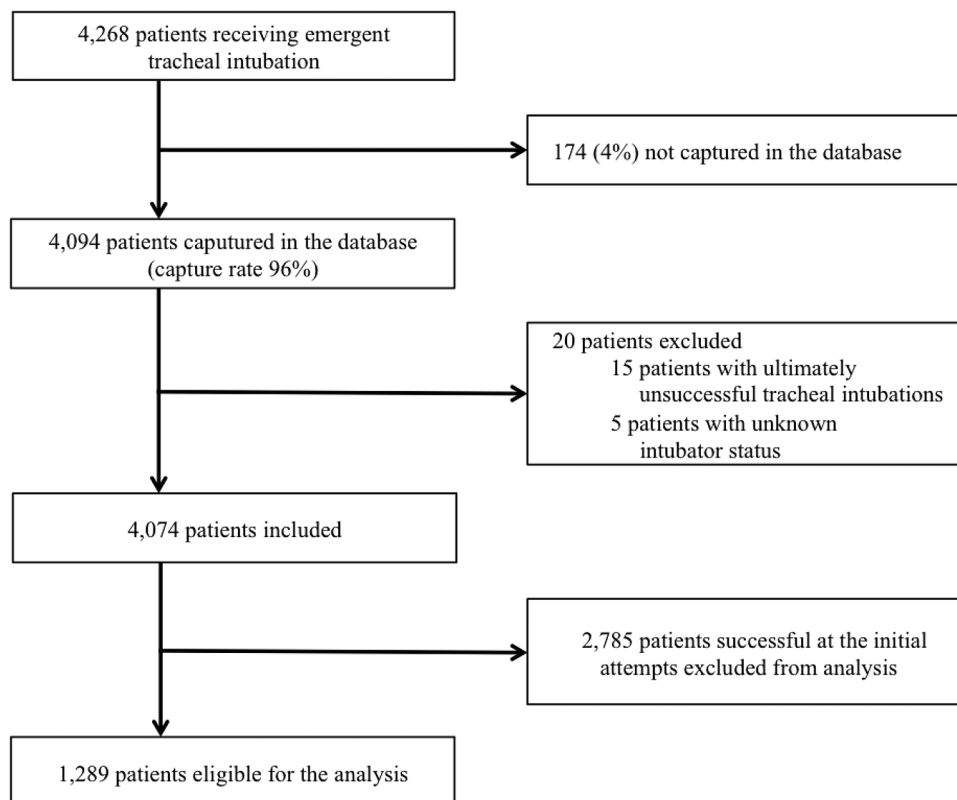 4,268 patients receiving emergent
tracheal intubation
174 (4%) not captured in the database
4,094 patients caputured in the database
(capture rate 96%)
20 patients excluded
15 patients with ultimately
unsuccessful tracheal intubations
5 patients with unknown
intubator status
4,074 patients included
2,785 patients successful at the initial
attempts excluded from analysis
1,289 patients eligible for the analysis